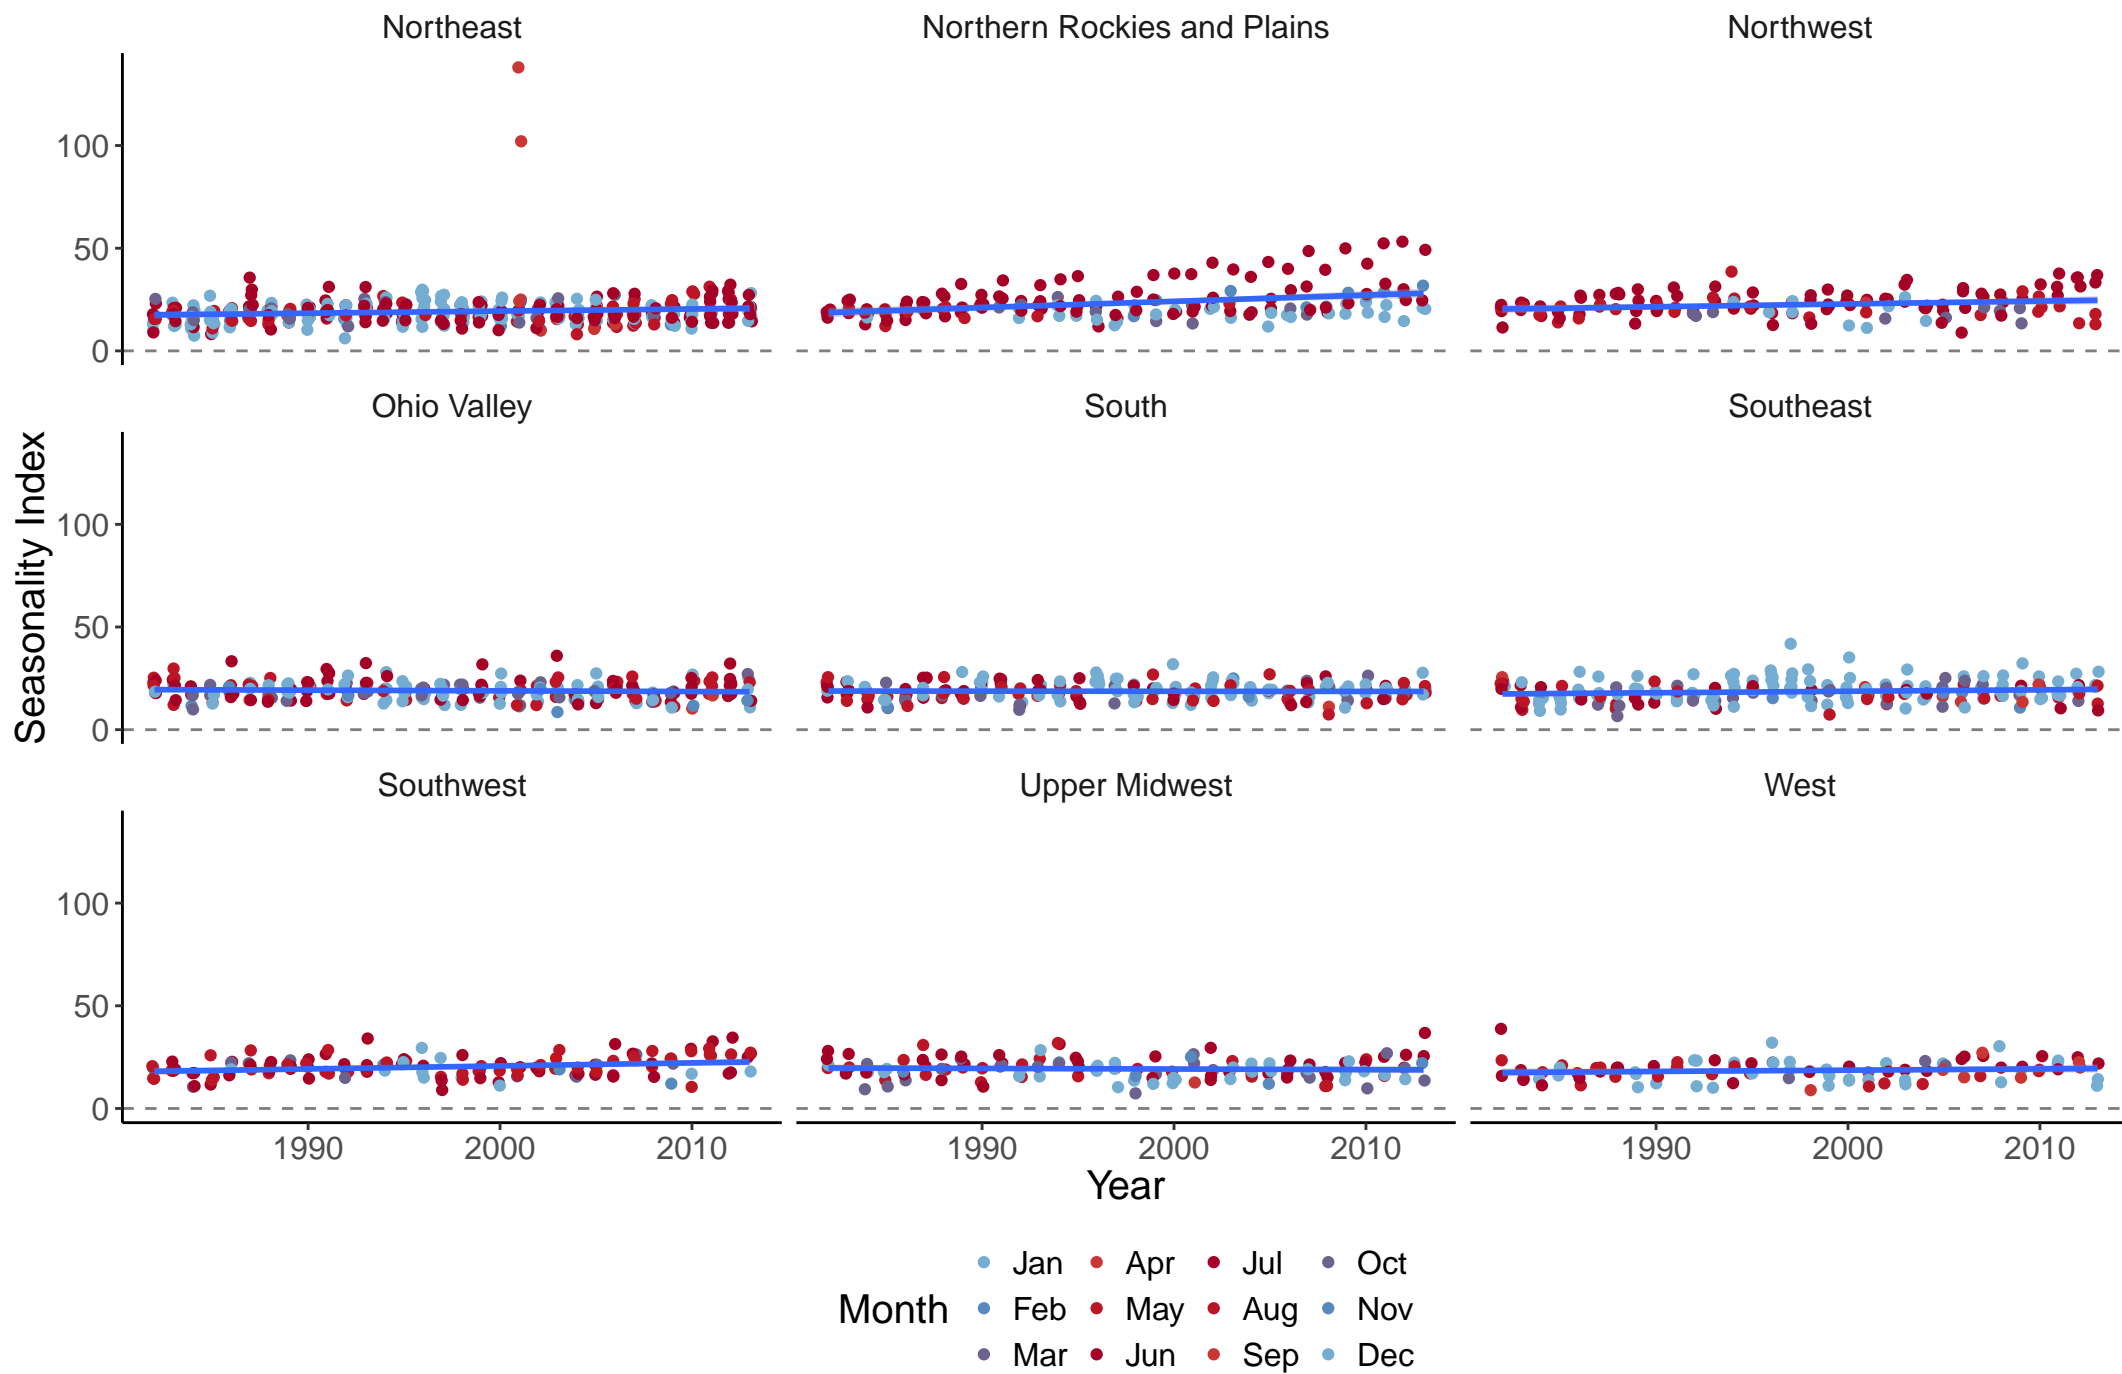 Northeast Northern Rockies and Plains Northwest
100
50
0
Ohio Valley South Southeast
100
50
0
Seasonality Index
Southwest Upper Midwest West
100
50
0
1990 2000 2010 1990 2000 2010 1990 2000 2010
Year
Month
Jan Apr Jul Oct
Feb May Aug Nov
Mar Jun Sep Dec